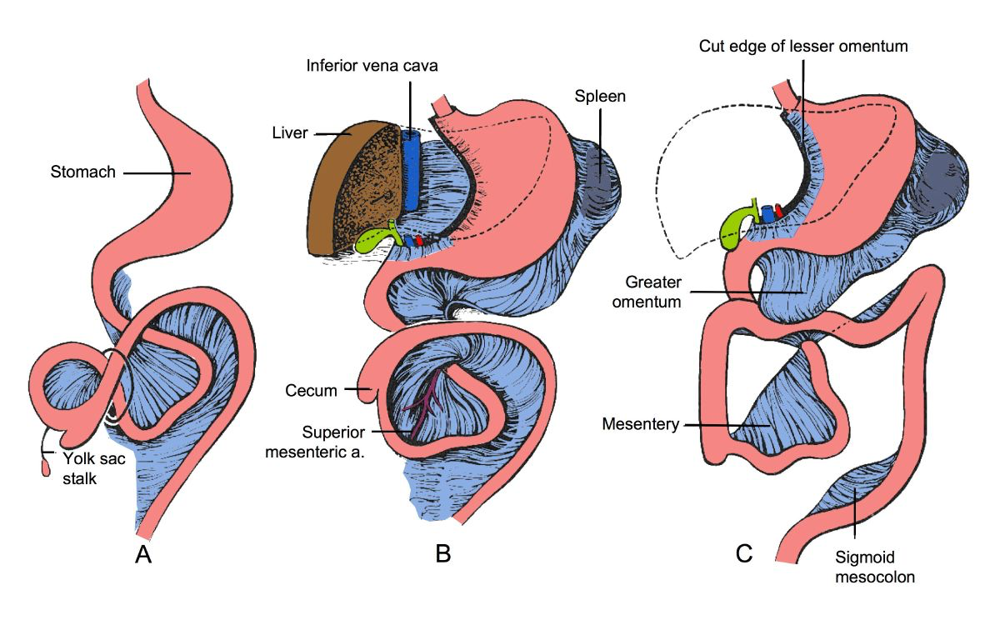 Stomach
Yolk sac
stalk
A
Inferior vena cava
Liver
Spleen
Cecum
Superior
mesenteric a.
B
Cut edge of lesser omentum
Greater
omentum
Mesentery
Sigmoid
mesocolon
C